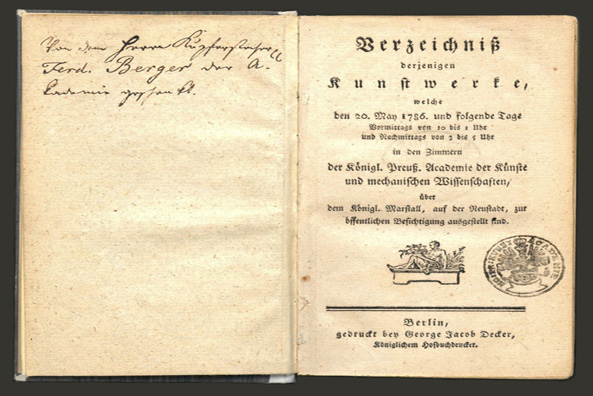 Von dem Herrn Kupferstecher
Ferd. Berger der A-
kademie geschenkt.
Verzeichniß
derjenigen
Kunstwerke,
welche
den 20. May 1786. und folgende Tage
Vormittags von 10 bis 1 Uhr
und Nachmittags von 3 bis 5 Uhr
in den Zimmern
der Königl. Preuß. Academie der Künste
und mechanischen Wissenschaften,
über
dem Königl. Marstall, auf der Neustadt, zur
öffentlichen Besichtigung ausgestellt sind.
Berlin,
gedruckt bey George Jacob Decker,
Königlichem Hofbuchdrucker.